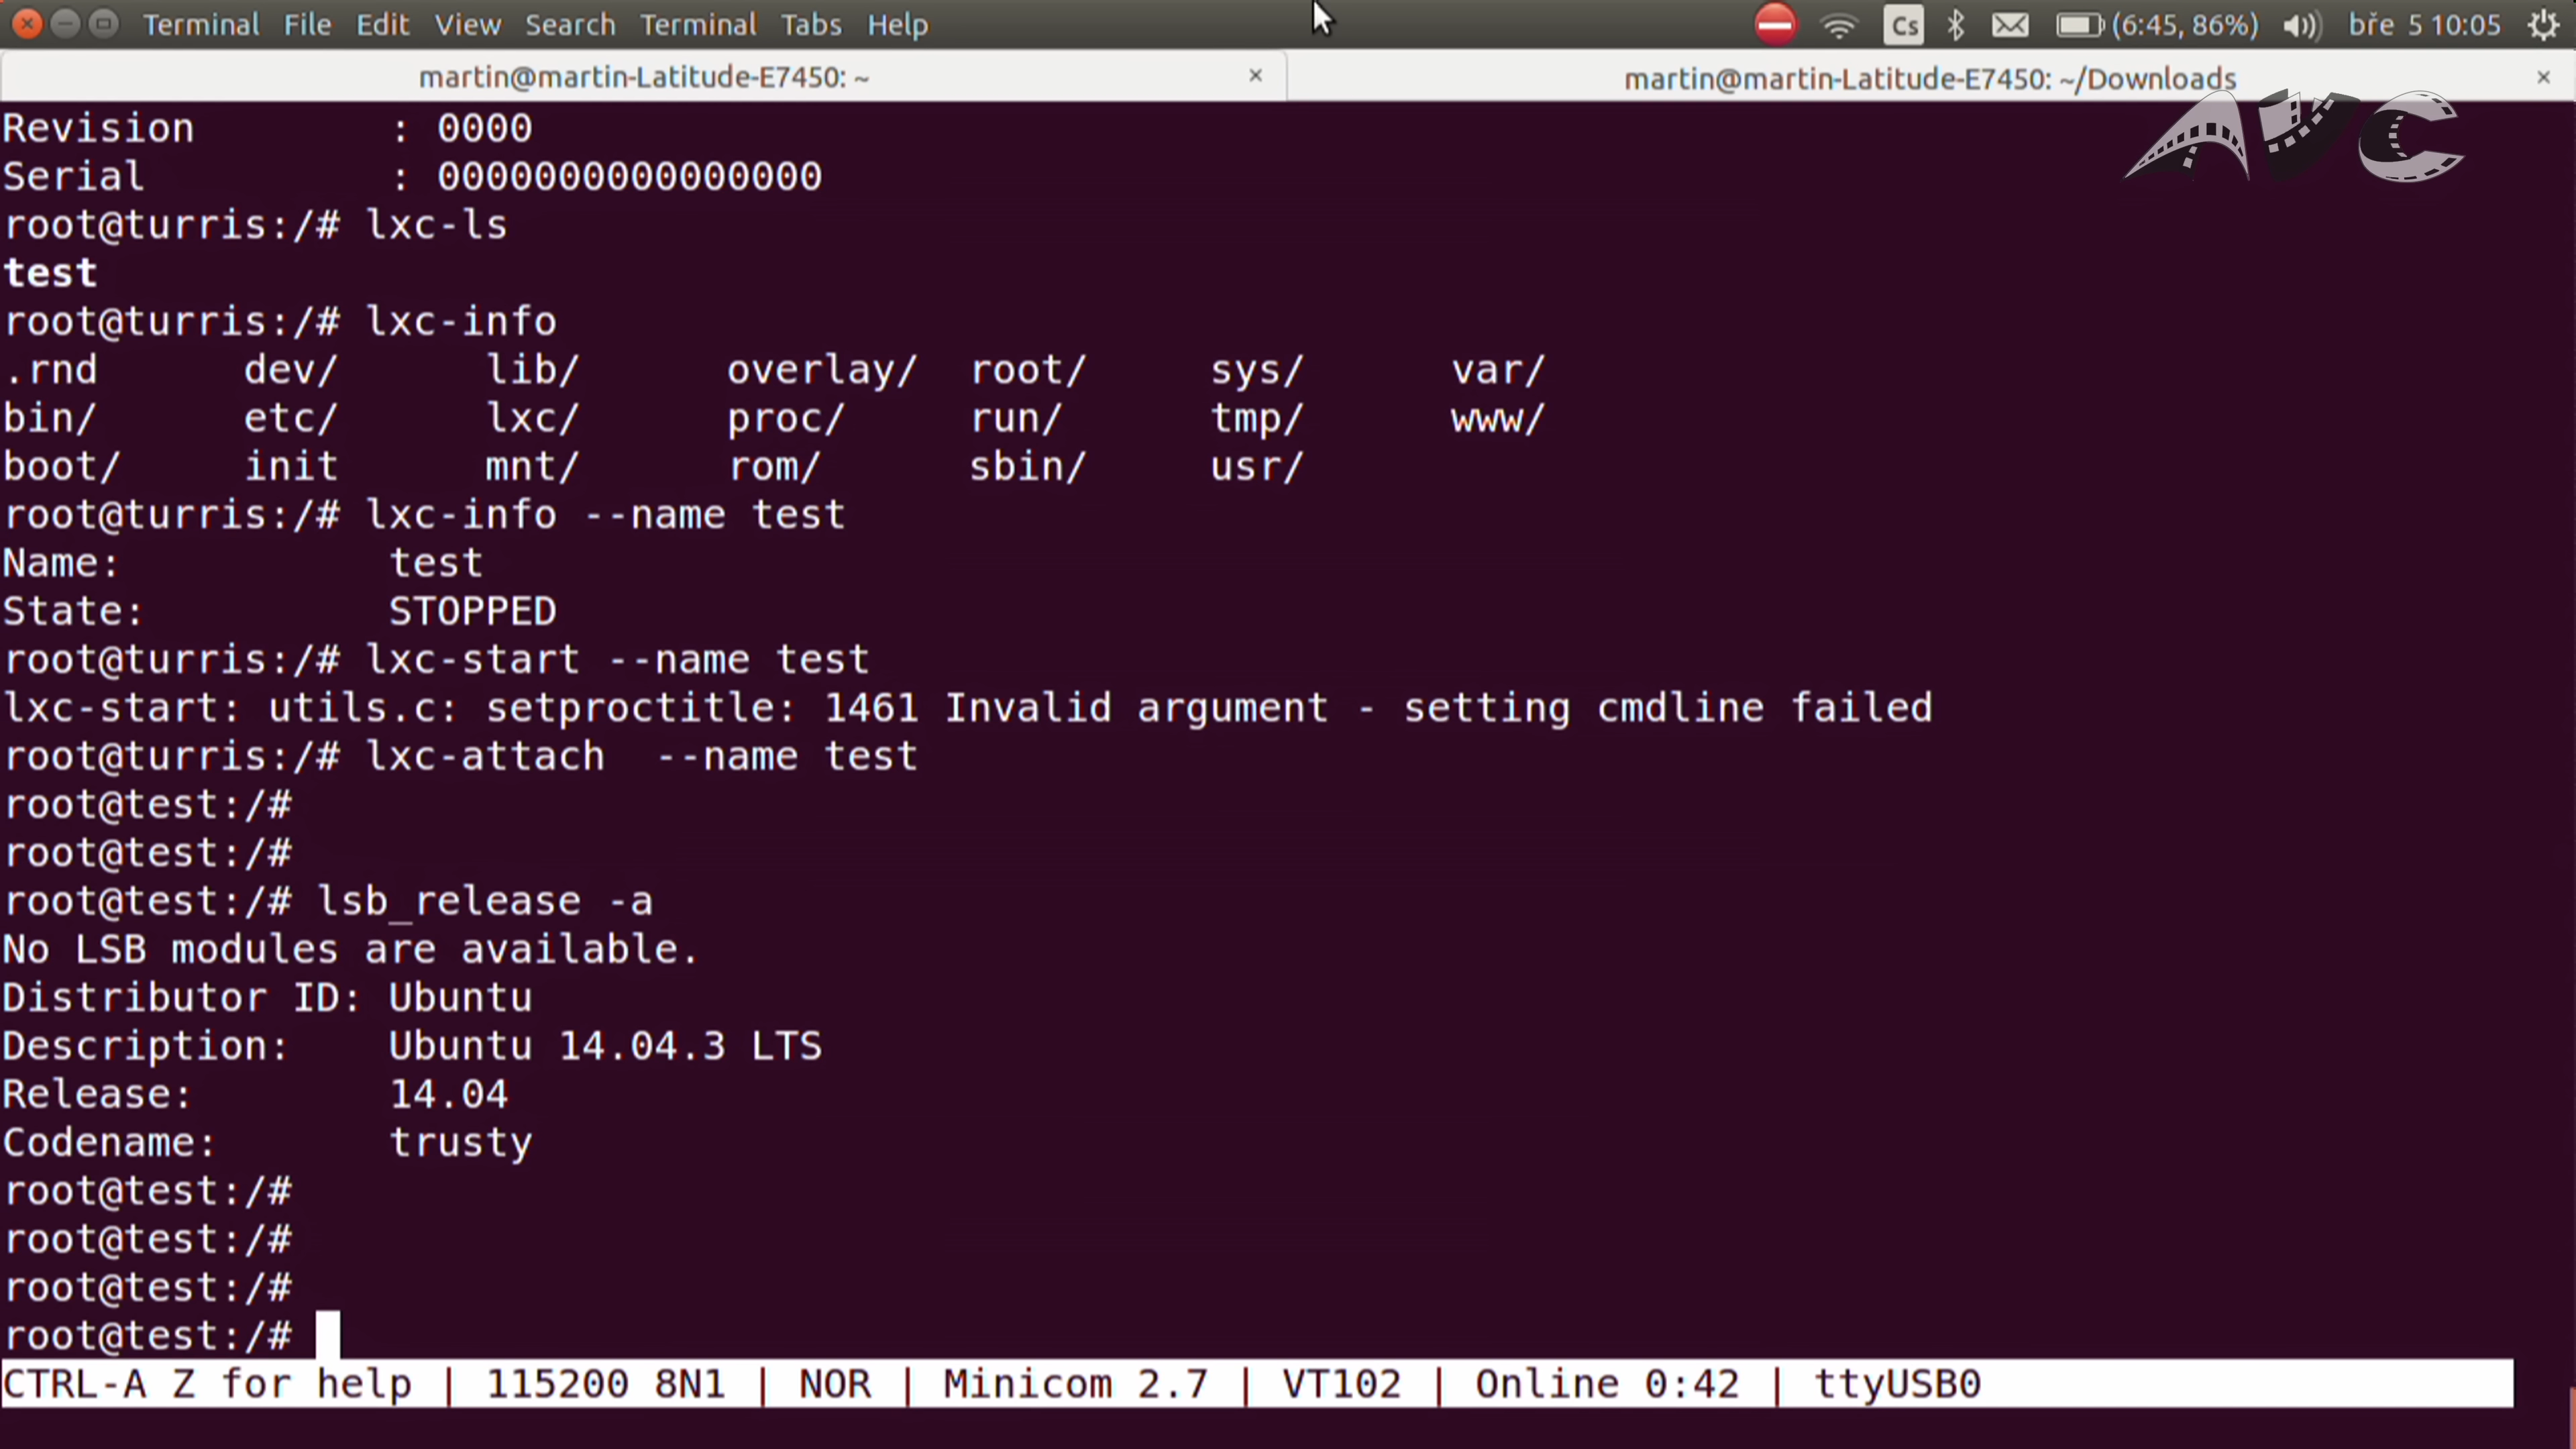 Terminal File Edit View Search Terminal Tabs Help Cs (6:45, 86%) bře 5 10:05
martin@martin-Latitude-E7450: ~ × martin@martin-Latitude-E7450: ~/Downloads ×
AVC
Revision : 0000
Serial : 0000000000000000
root@turris:/# lxc-ls
test
root@turris:/# lxc-info
.rnd dev/ lib/ overlay/ root/ sys/ var/
bin/ etc/ lxc/ proc/ run/ tmp/ www/
boot/ init mnt/ rom/ sbin/ usr/
root@turris:/# lxc-info --name test
Name: test
State: STOPPED
root@turris:/# lxc-start --name test
lxc-start: utils.c: setproctitle: 1461 Invalid argument - setting cmdline failed
root@turris:/# lxc-attach  --name test
root@test:/#
root@test:/#
root@test:/# lsb_release -a
No LSB modules are available.
Distributor ID: Ubuntu
Description: Ubuntu 14.04.3 LTS
Release: 14.04
Codename: trusty
root@test:/#
root@test:/#
root@test:/#
root@test:/#
CTRL-A Z for help | 115200 8N1 | NOR | Minicom 2.7 | VT102 | Online 0:42 | ttyUSB0